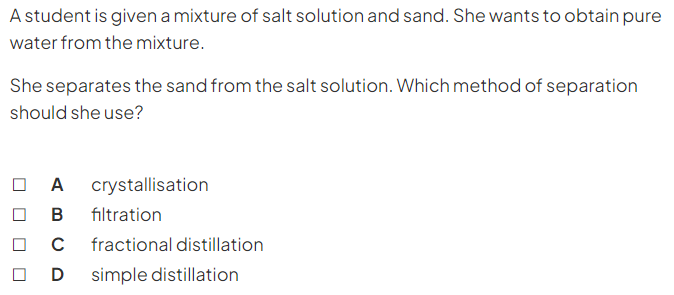 A student is given a mixture of salt solution and sand. She wants to obtain pure
water from the mixture.
She separates the sand from the salt solution. Which method of separation
should she use?
A crystallisation
B filtration
C fractional distillation
D simple distillation